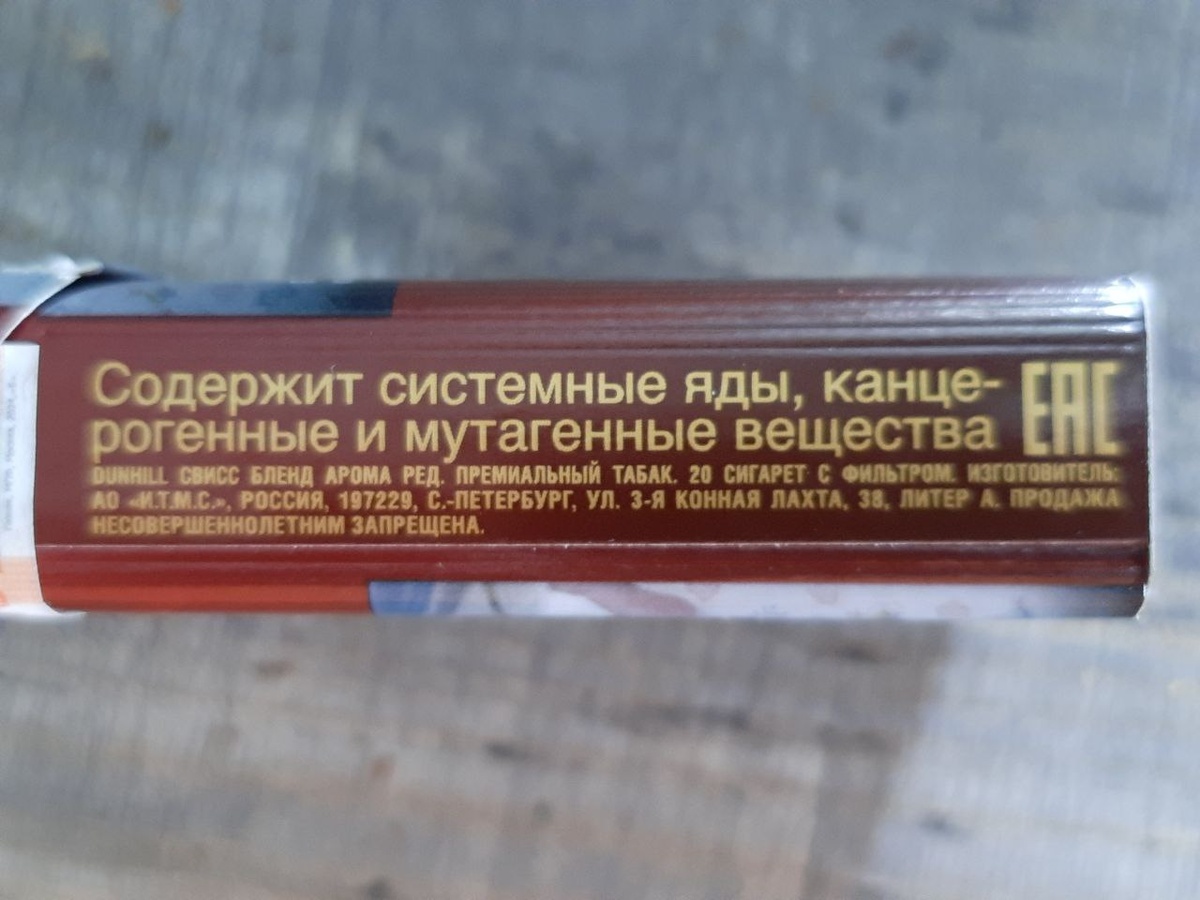 Содержит системные яды, канце-
рогенные и мутагенные вещества
EAC
DUNHILL СВИСС БЛЕНД АРОМА РЕД. ПРЕМИАЛЬНЫЙ ТАБАК. 20 СИГАРЕТ С ФИЛЬТРОМ. ИЗГОТОВИТЕЛЬ:
АО «И.Т.М.С.», РОССИЯ, 197229, С.-ПЕТЕРБУРГ, УЛ. 3-Я КОННАЯ ЛАХТА, 38, ЛИТЕР А. ПРОДАЖА
НЕСОВЕРШЕННОЛЕТНИМ ЗАПРЕЩЕНА.